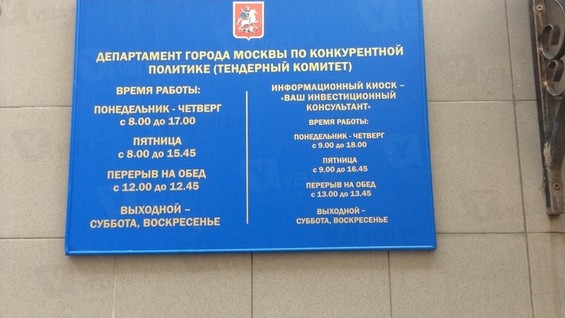 ДЕПАРТАМЕНТ ГОРОДА МОСКВЫ ПО КОНКУРЕНТНОЙ
ПОЛИТИКЕ (ТЕНДЕРНЫЙ КОМИТЕТ)
ВРЕМЯ РАБОТЫ:
ПОНЕДЕЛЬНИК - ЧЕТВЕРГ
с 8.00 до 17.00
ПЯТНИЦА
с 8.00 до 15.45
ПЕРЕРЫВ НА ОБЕД
с 12.00 до 12.45
ВЫХОДНОЙ –
СУББОТА, ВОСКРЕСЕНЬЕ
ИНФОРМАЦИОННЫЙ КИОСК –
«ВАШ ИНВЕСТИЦИОННЫЙ
КОНСУЛЬТАНТ»
ВРЕМЯ РАБОТЫ:
ПОНЕДЕЛЬНИК - ЧЕТВЕРГ
с 9.00 до 18.00
ПЯТНИЦА
с 9.00 до 16.45
ПЕРЕРЫВ НА ОБЕД
с 13.00 до 13.45
ВЫХОДНОЙ –
СУББОТА, ВОСКРЕСЕНЬЕ